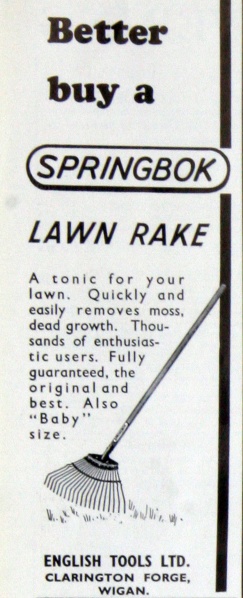 Better
buy a
SPRINGBOK
LAWN RAKE
A tonic for your
lawn. Quickly and
easily removes moss,
dead growth. Thou-
sands of enthusias-
tic users. Fully
guaranteed, the
original and
best. Also
"Baby"
size.
ENGLISH TOOLS LTD.
CLARINGTON FORGE,
WIGAN.